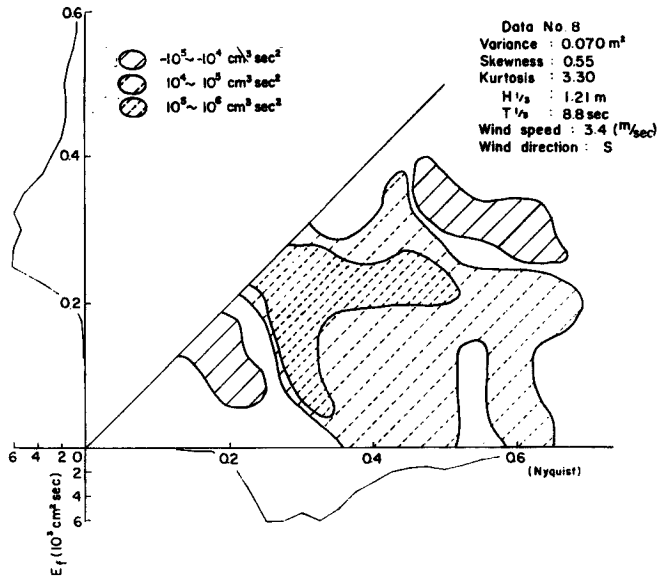 0.6
0.4
0.2
-10⁵~-10⁴ cm³ sec²
10⁴~ 10⁵ cm³ sec²
10⁵~ 10⁶ cm³ sec²
Data No. 8
Variance : 0.070 m²
Skewness : 0.55
Kurtosis : 3.30
H 1/3 : 1.21 m
T 1/3 : 8.8 sec
Wind speed : 3.4 (m/sec)
Wind direction : S
6 4 2 0 0.2 0.4 0.6
(Nyquist)
2
4
6
E_f (10³ cm² sec)